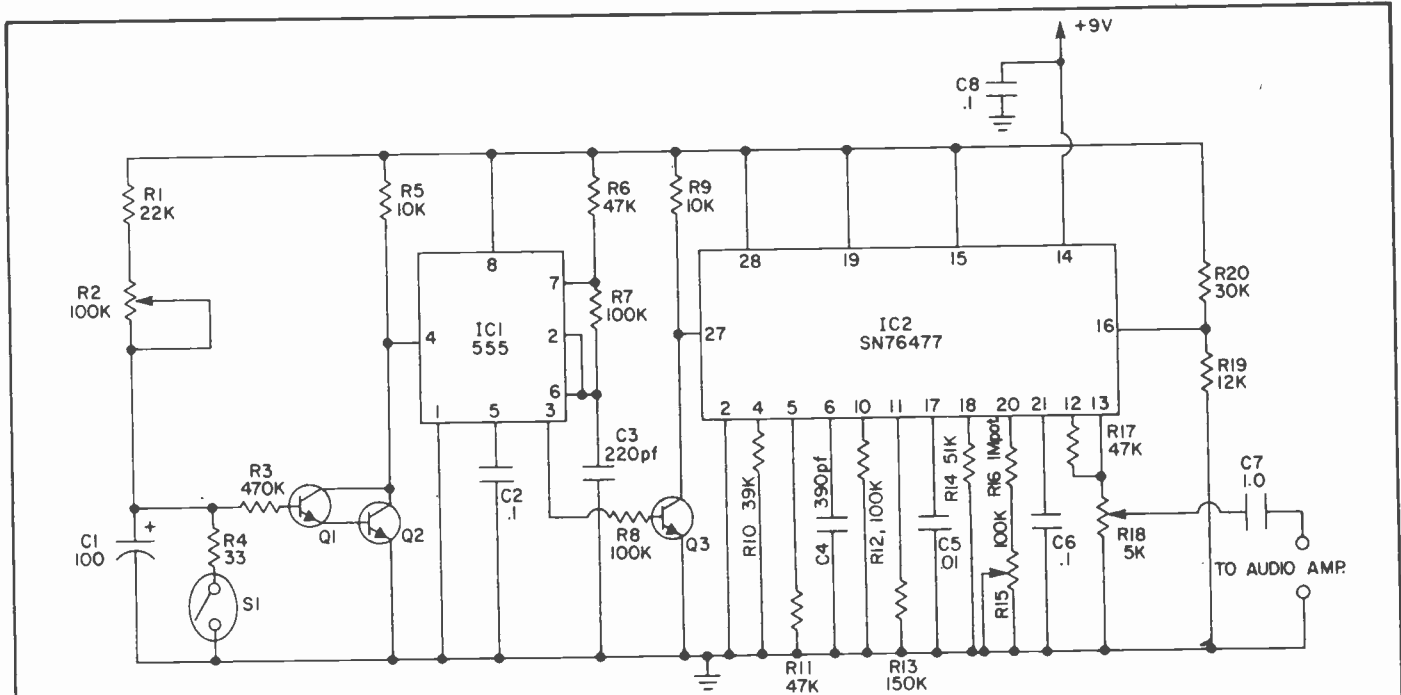 +9V
C8
.1
R1
22K
R5
10K
R6
47K
R9
10K
8
28
19
15
14
R20
30K
7
R2
100K
R7
100K
4
IC1
555
2
27
IC2
SN76477
16
R19
12K
6
1
5
3
2
4
5
6
10
11
17
18
20
21
12
13
R17
47K
C3
220pf
R3
470K
C2
.1
Q1
Q2
R8
100K
Q3
R10 39K
C4 390pf
R12, 100K
C5
.01
R14 51K
100K R16 1Mpot.
R15
C6
.1
R18
5K
C7
1.0
TO AUDIO AMP.
C1
100
+
R4
33
S1
R11
47K
R13
150K